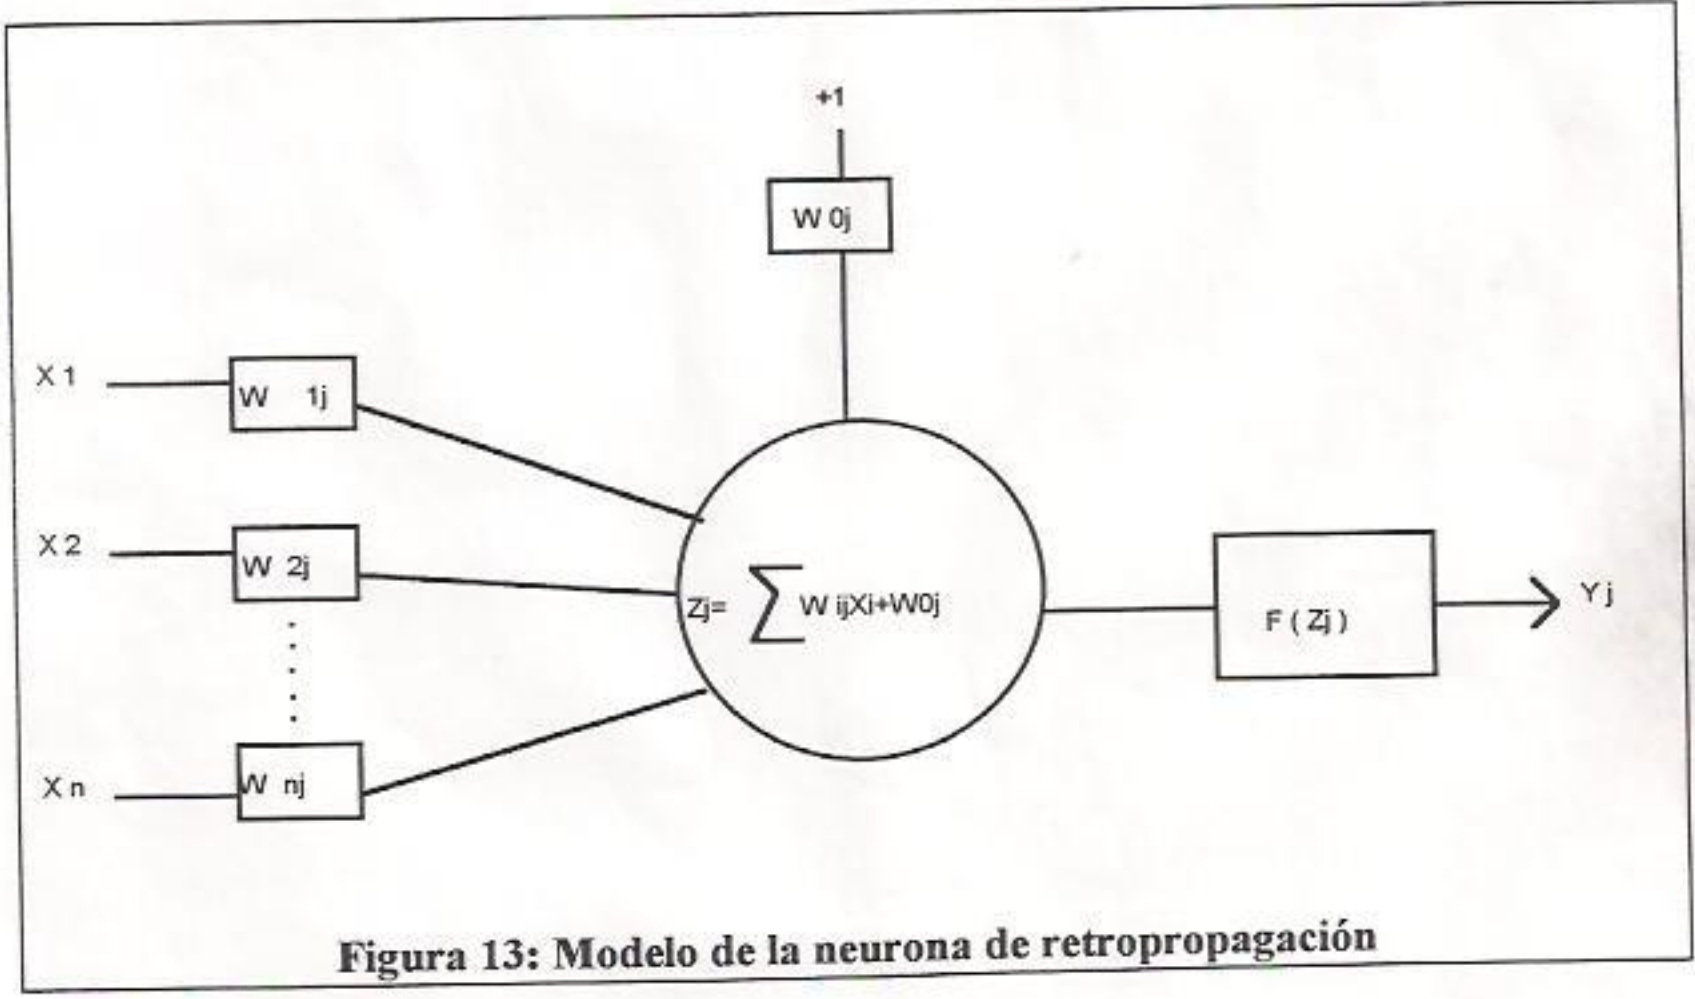 +1
W 0j
X 1
W 1j
X 2
W 2j
Zj= ∑ W ijXi+W0j
F ( Zj )
Y j
X n
W nj
Figura 13: Modelo de la neurona de retropropagación